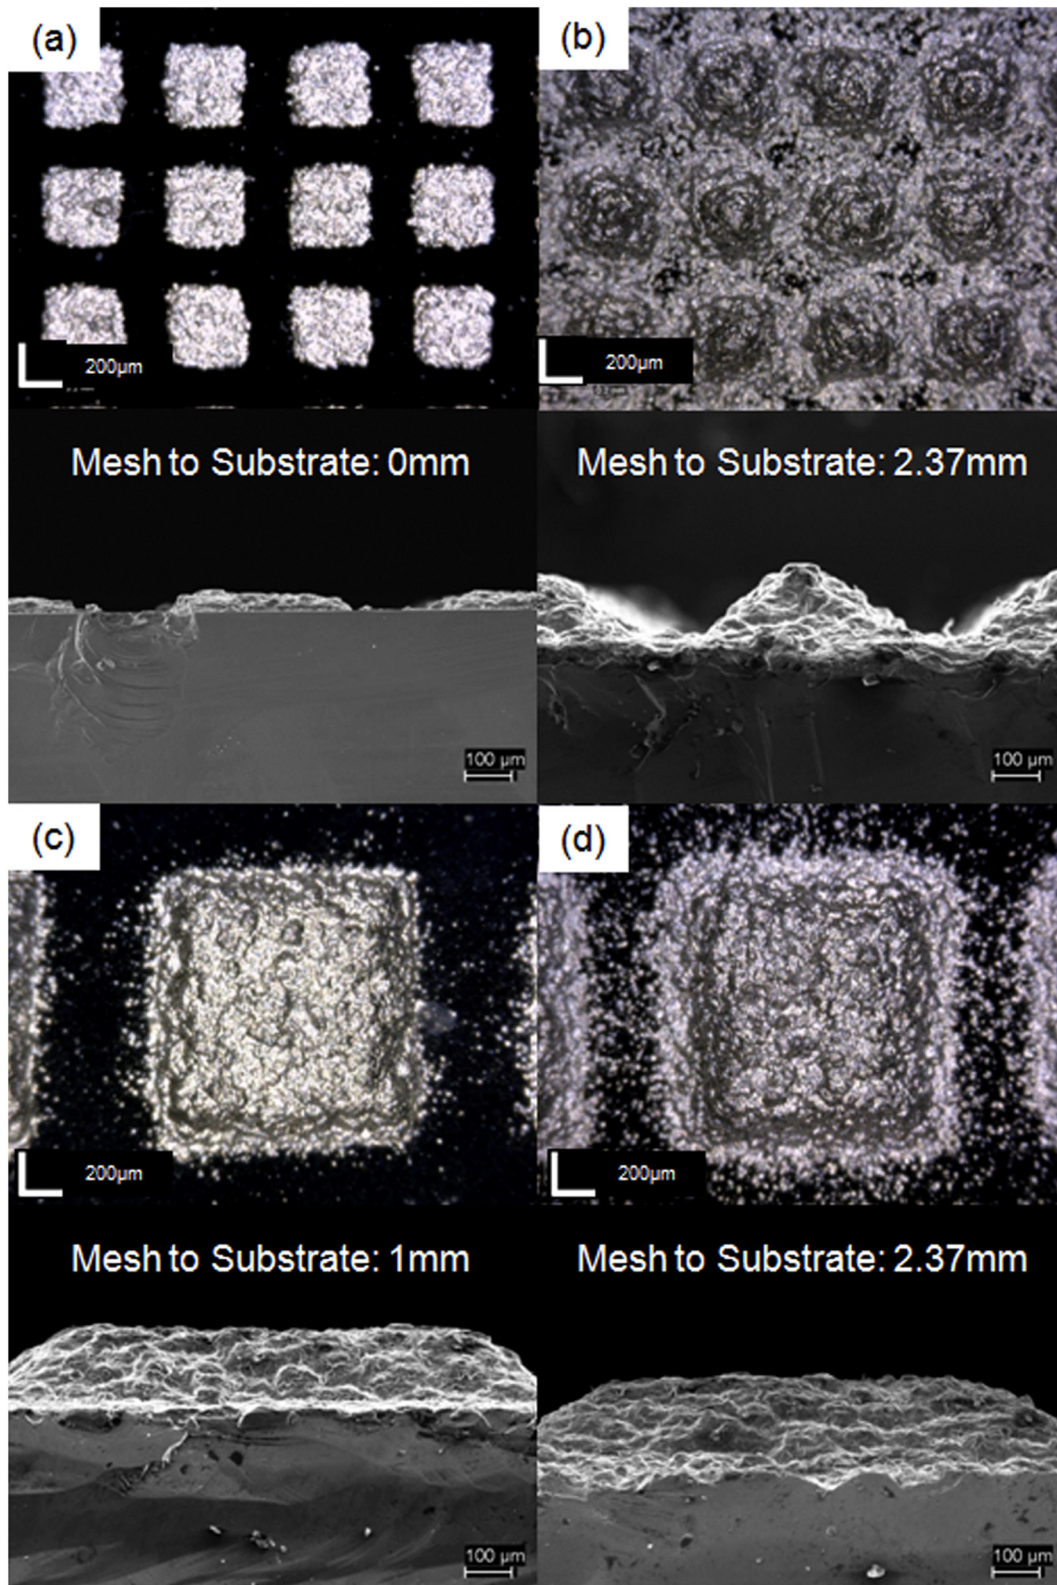 (a)
(b)
200µm
200µm
Mesh to Substrate: 0mm
Mesh to Substrate: 2.37mm
100 µm
100 µm
(c)
(d)
200µm
200µm
Mesh to Substrate: 1mm
Mesh to Substrate: 2.37mm
100 µm
100 µm